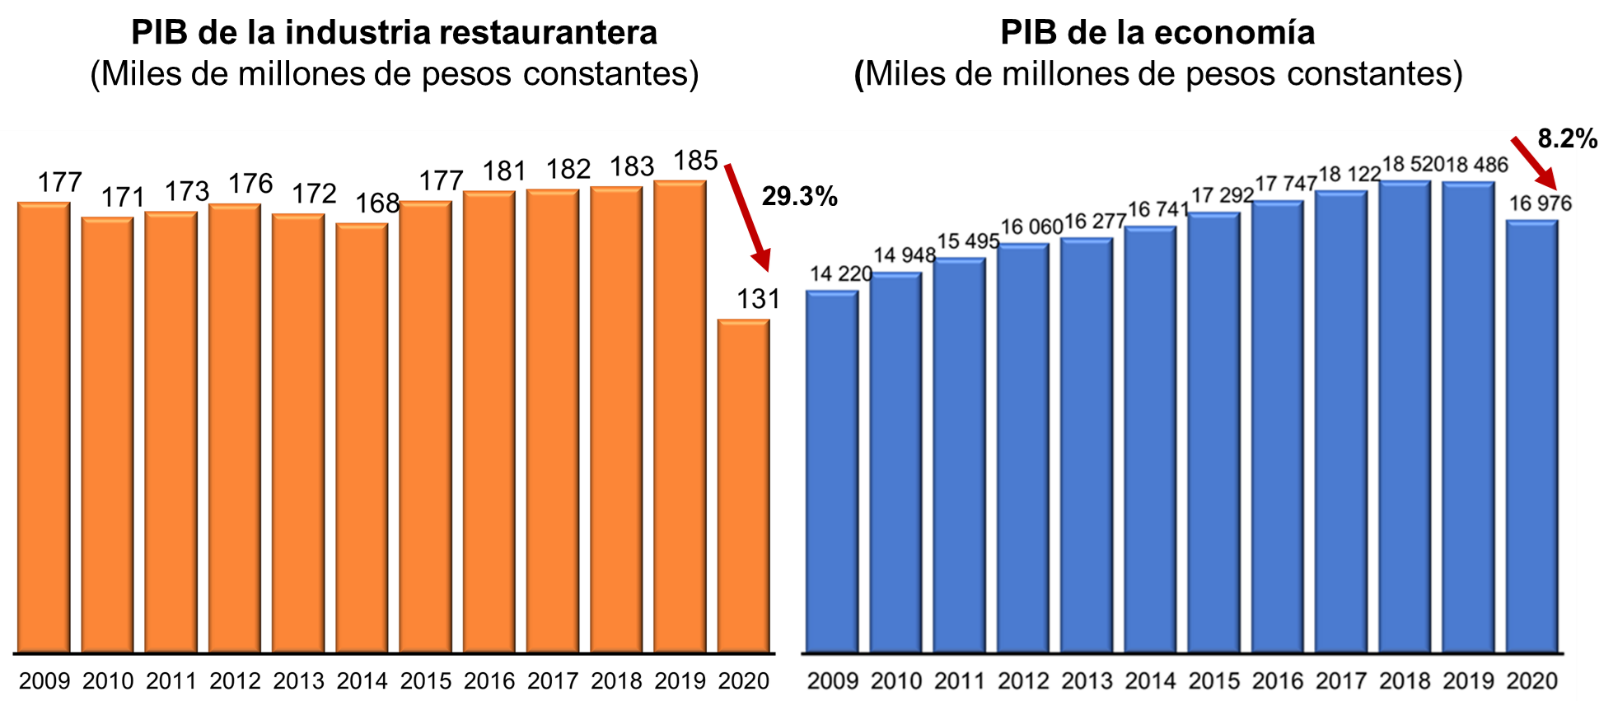 PIB de la industria restaurantera
(Miles de millones de pesos constantes)
177 171 173 176 172 168 177 181 182 183 185 131
29.3%
2009 2010 2011 2012 2013 2014 2015 2016 2017 2018 2019 2020
PIB de la economía
(Miles de millones de pesos constantes)
14 220 14 948 15 495 16 060 16 277 16 741 17 292 17 747 18 122 18 520 18 486 16 976
8.2%
2009 2010 2011 2012 2013 2014 2015 2016 2017 2018 2019 2020